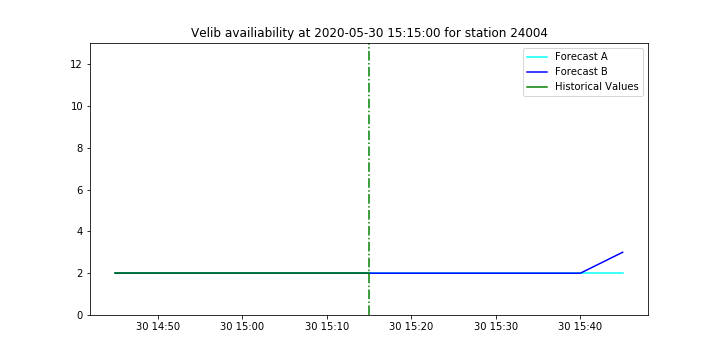 Velib availiability at 2020-05-30 15:15:00 for station 24004
Forecast A
Forecast B
Historical Values
12
10
8
6
4
2
0
30 14:50 30 15:00 30 15:10 30 15:20 30 15:30 30 15:40